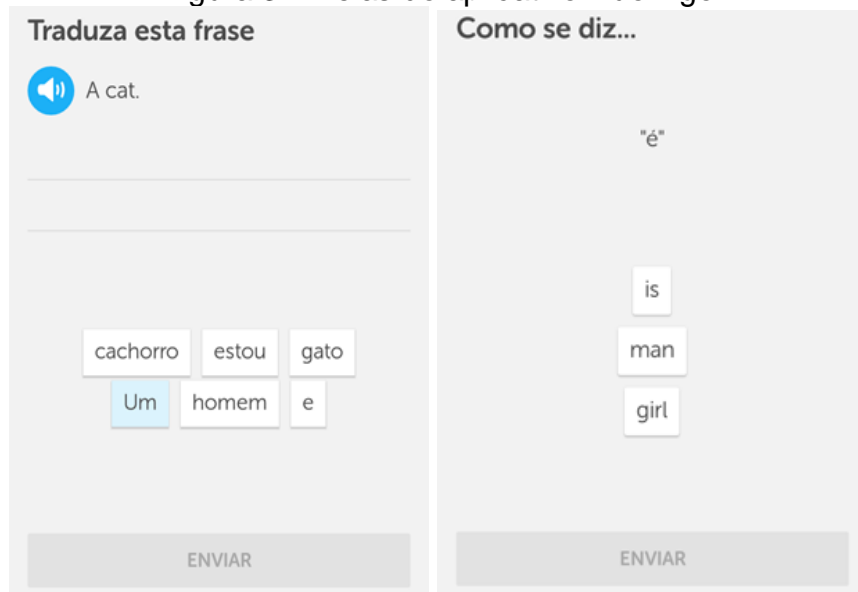 Traduza esta frase
A cat.
cachorro estou gato
Um homem e
ENVIAR
Como se diz...
"é"
is
man
girl
ENVIAR